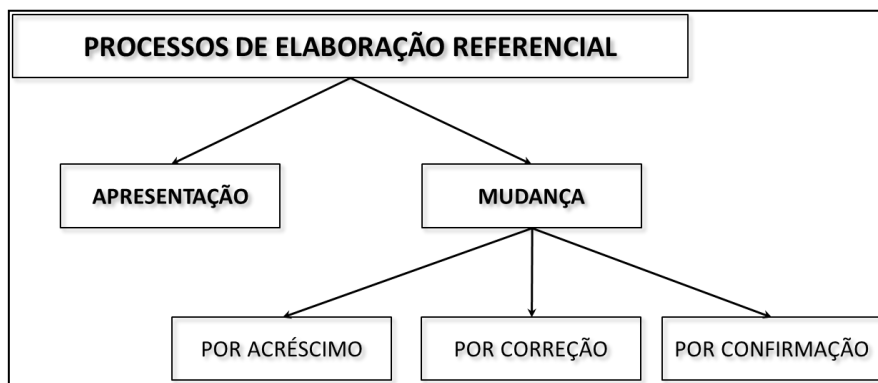 PROCESSOS DE ELABORAÇÃO REFERENCIAL
APRESENTAÇÃO
MUDANÇA
POR ACRÉSCIMO
POR CORREÇÃO
POR CONFIRMAÇÃO